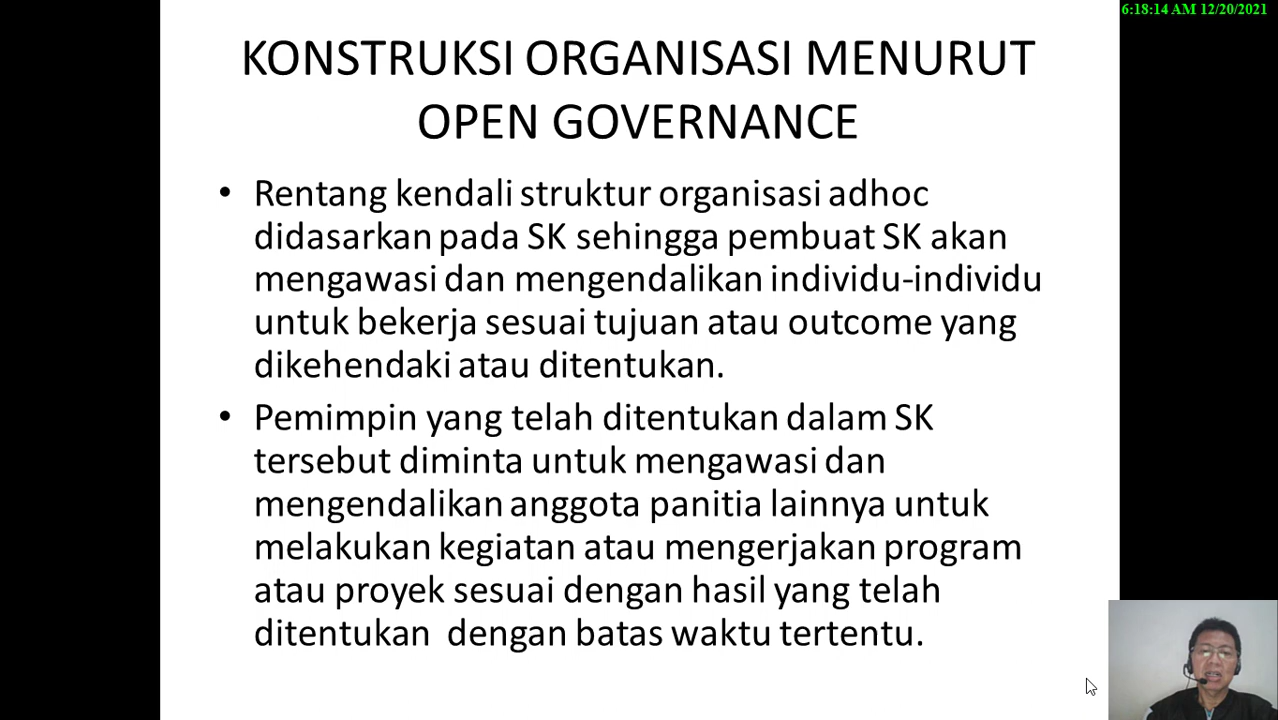 6:18:14 AM 12/20/2021
KONSTRUKSI ORGANISASI MENURUT
OPEN GOVERNANCE
• Rentang kendali struktur organisasi adhoc
didasarkan pada SK sehingga pembuat SK akan
mengawasi dan mengendalikan individu-individu
untuk bekerja sesuai tujuan atau outcome yang
dikehendaki atau ditentukan.
• Pemimpin yang telah ditentukan dalam SK
tersebut diminta untuk mengawasi dan
mengendalikan anggota panitia lainnya untuk
melakukan kegiatan atau mengerjakan program
atau proyek sesuai dengan hasil yang telah
ditentukan  dengan batas waktu tertentu.